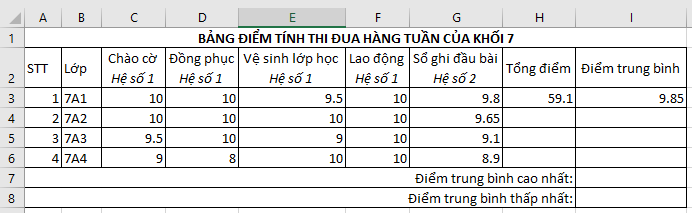 A B C D E F G H I
1 BẢNG ĐIỂM TÍNH THI ĐUA HÀNG TUẦN CỦA KHỐI 7
2 STT Lớp Chào cờ Đồng phục Vệ sinh lớp học Lao động Sổ ghi đầu bài Tổng điểm Điểm trung bình
Hệ số 1 Hệ số 1 Hệ số 1 Hệ số 1 Hệ số 2
3 1 7A1 10 10 9.5 10 9.8 59.1 9.85
4 2 7A2 10 10 10 10 9.65
5 3 7A3 9.5 10 9 10 9.1
6 4 7A4 9 8 10 10 8.9
7 Điểm trung bình cao nhất:
8 Điểm trung bình thấp nhất: